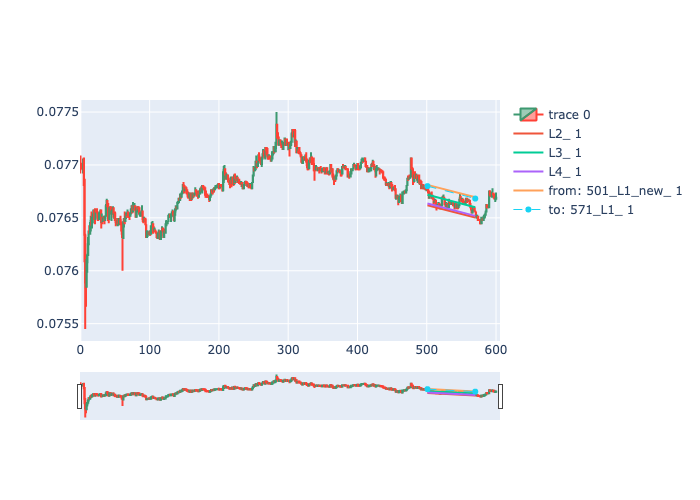 0.0775
0.077
0.0765
0.076
0.0755
0
100
200
300
400
500
600
trace 0
L2_ 1
L3_ 1
L4_ 1
from: 501_L1_new_ 1
to: 571_L1_ 1